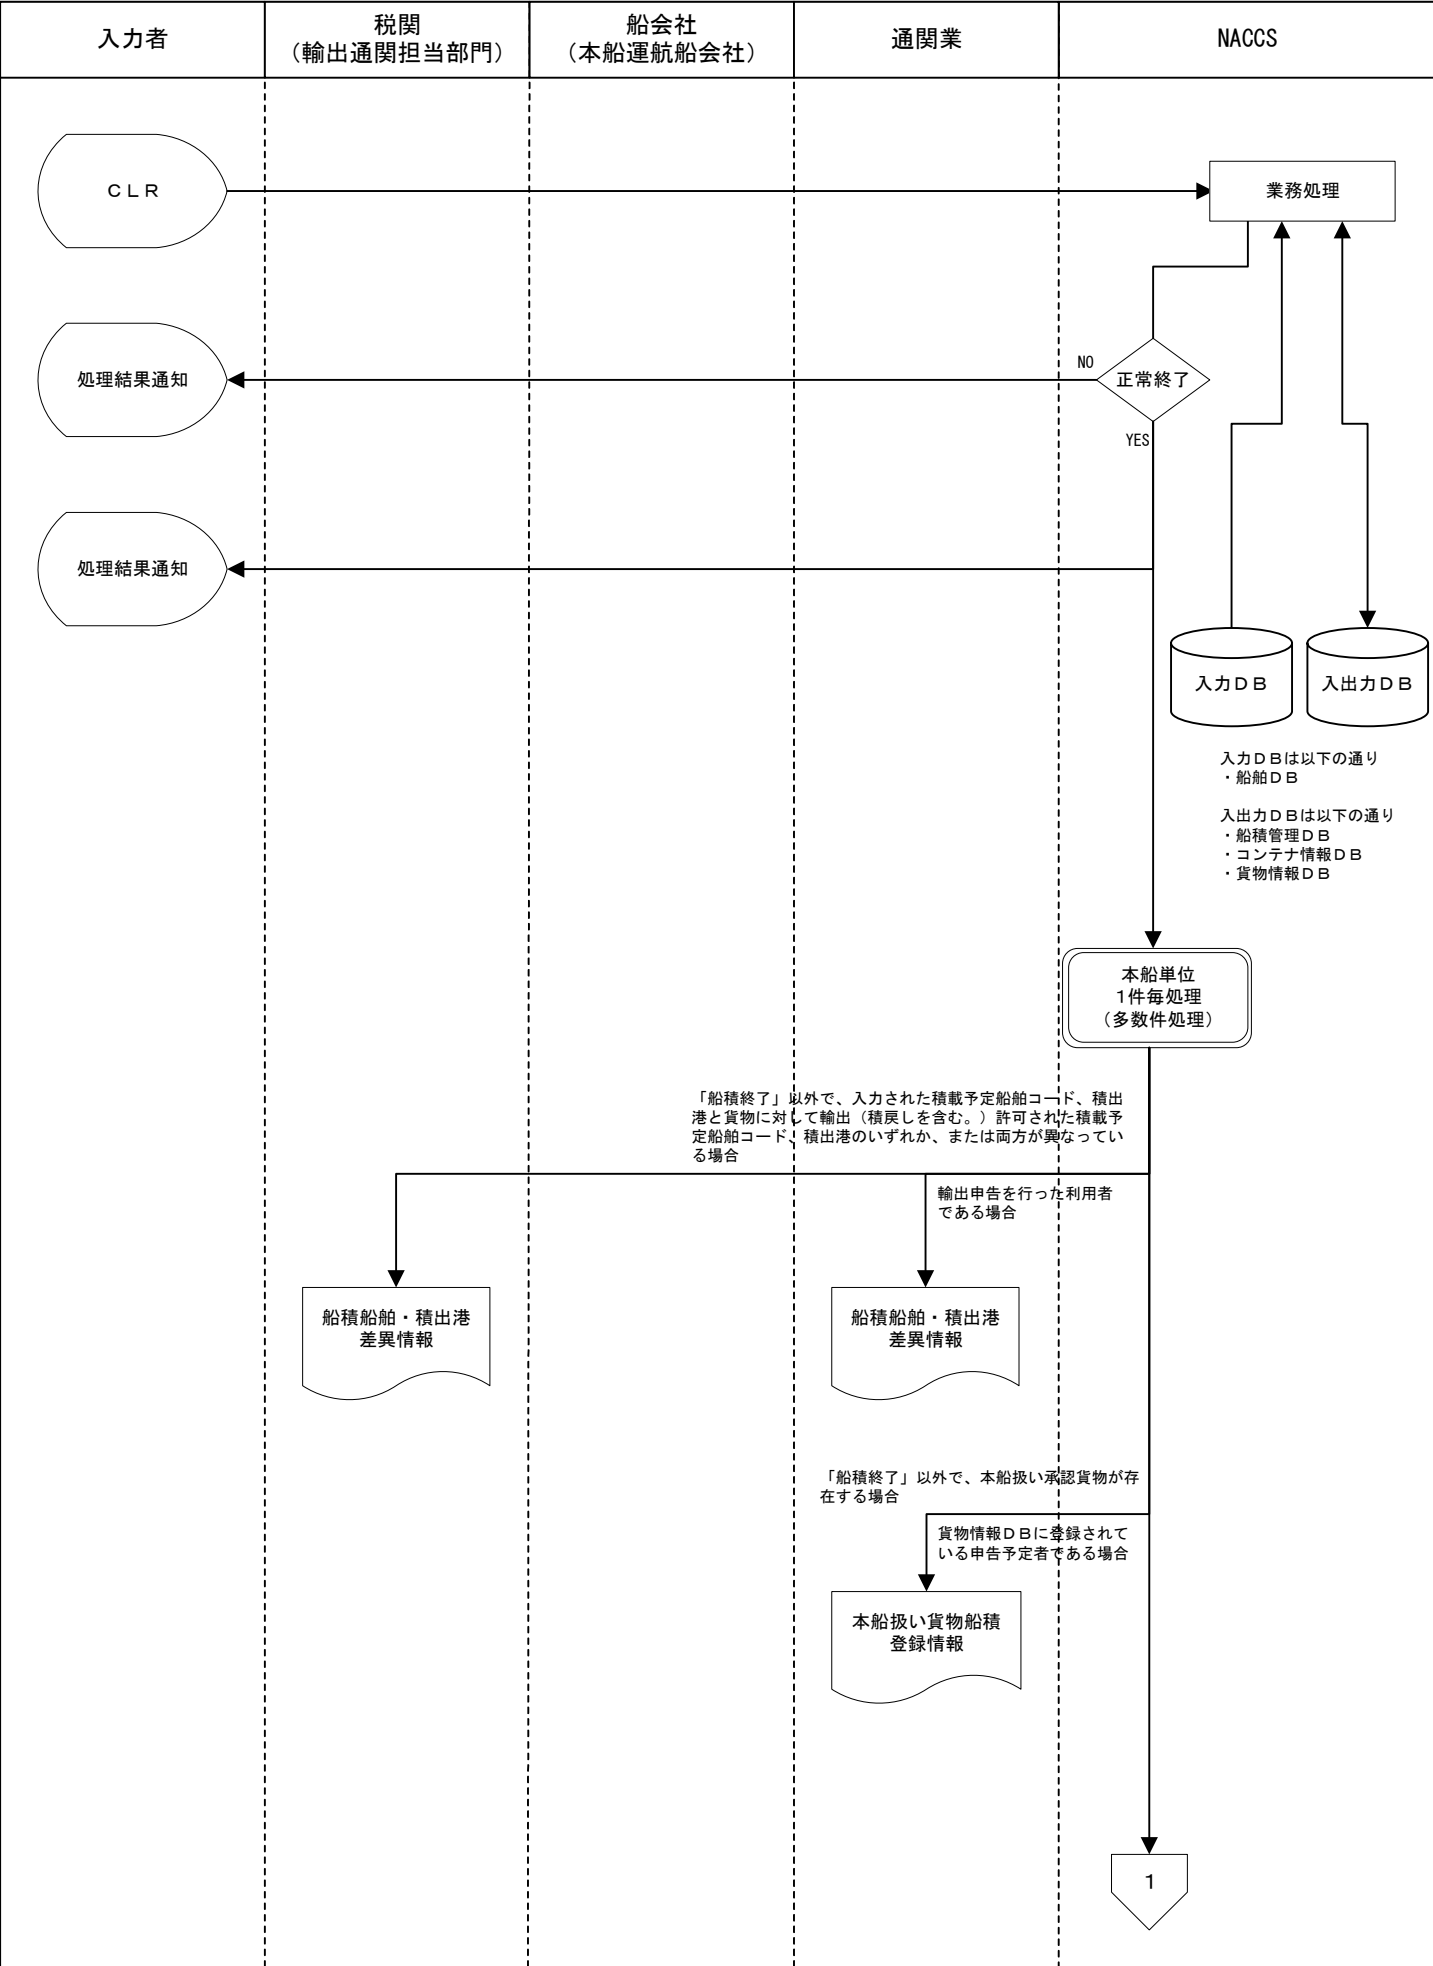 入力者
税関
（輸出通関担当部門）
船会社
（本船運航船会社）
通関業
NACCS
ＣＬＲ
業務処理
NO
正常終了
処理結果通知
YES
処理結果通知
入力ＤＢ
入出力ＤＢ
入力ＤＢは以下の通り
・船舶ＤＢ
入出力ＤＢは以下の通り
・船積管理ＤＢ
・コンテナ情報ＤＢ
・貨物情報ＤＢ
本船単位
1件毎処理
（多数件処理）
「船積終了」以外で、入力された積載予定船舶コード、積出
港と貨物に対して輸出（積戻しを含む。）許可された積載予
定船舶コード、積出港のいずれか、または両方が異なってい
る場合
輸出申告を行った利用者
である場合
船積船舶・積出港
差異情報
船積船舶・積出港
差異情報
「船積終了」以外で、本船扱い承認貨物が存
在する場合
貨物情報ＤＢに登録されて
いる申告予定者である場合
本船扱い貨物船積
登録情報
1